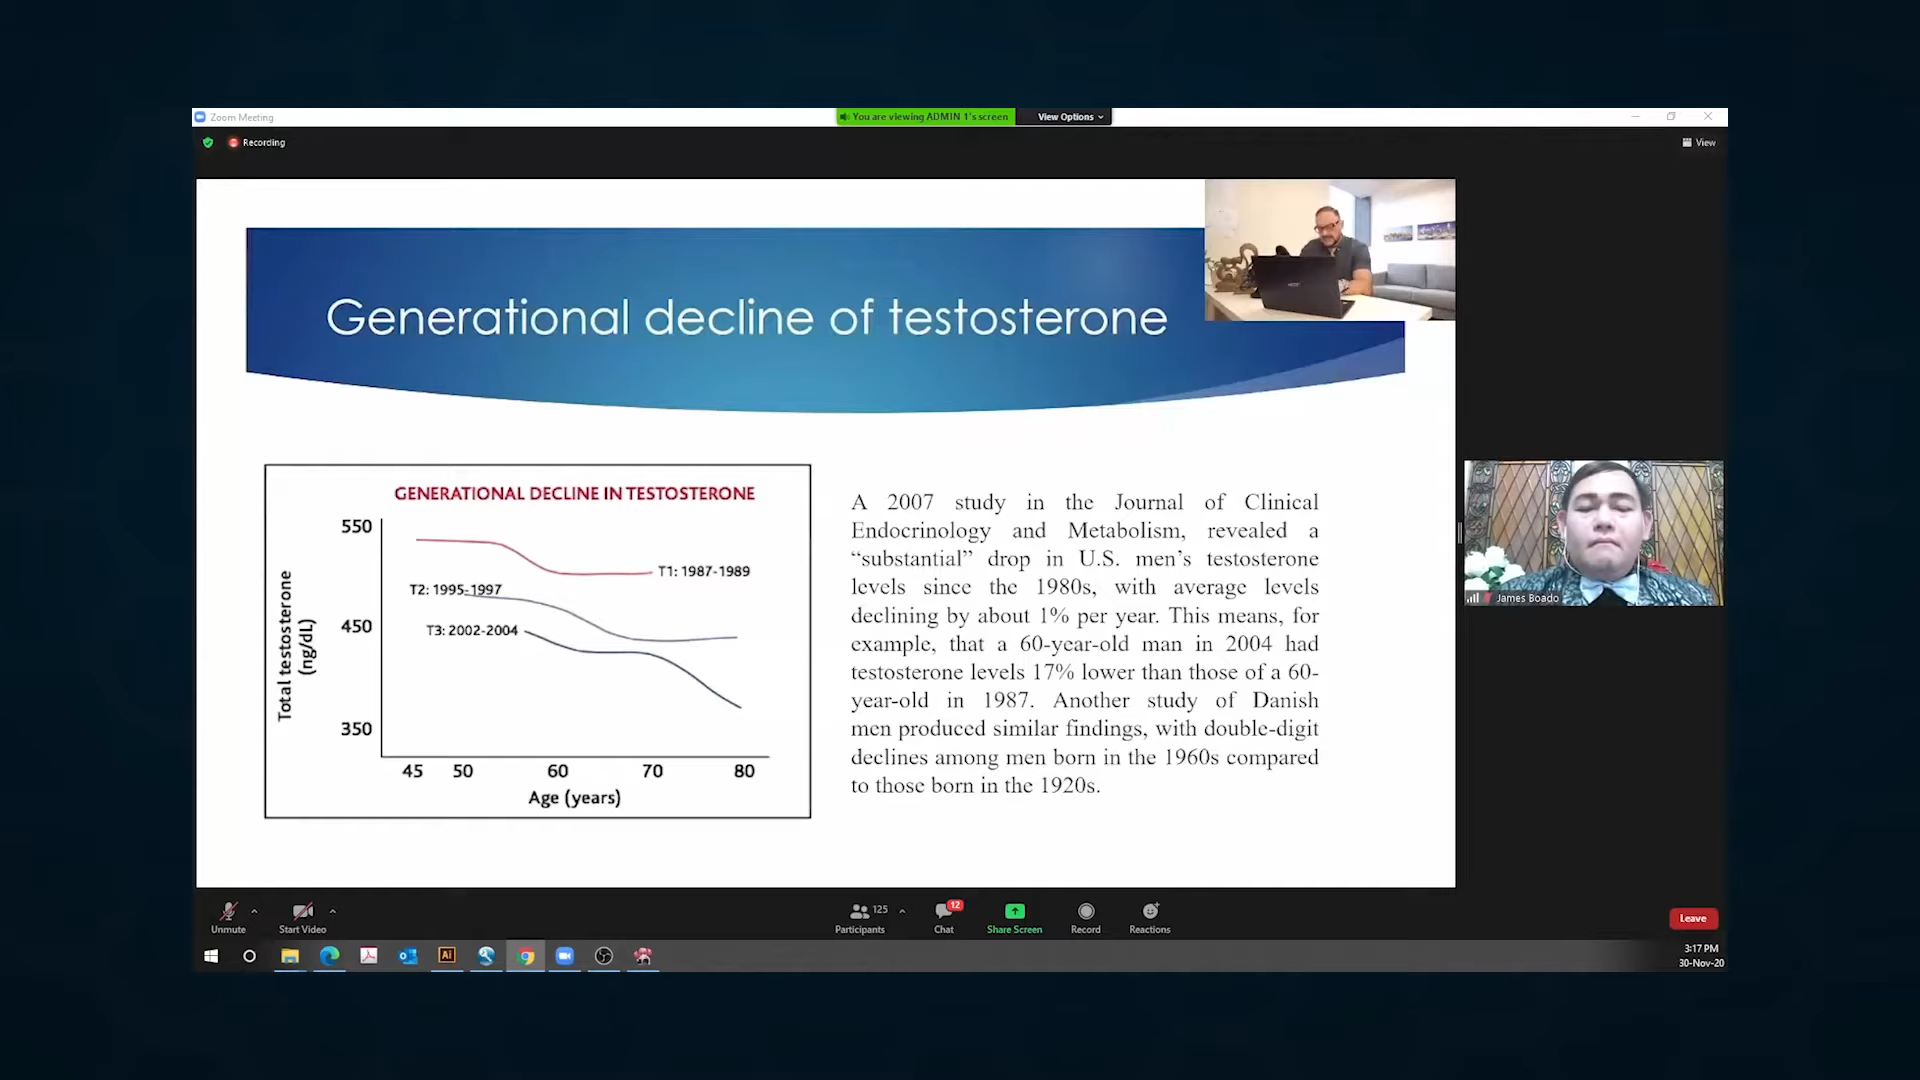 Zoom Meeting
You are viewing ADMIN 1's screen
View Options
Recording
View
Generational decline of testosterone
GENERATIONAL DECLINE IN TESTOSTERONE
550
450
350
Total testosterone
(ng/dL)
T1: 1987-1989
T2: 1995-1997
T3: 2002-2004
45 50 60 70 80
Age (years)
A 2007 study in the Journal of Clinical
Endocrinology and Metabolism, revealed a
“substantial” drop in U.S. men’s testosterone
levels since the 1980s, with average levels
declining by about 1% per year. This means, for
example, that a 60-year-old man in 2004 had
testosterone levels 17% lower than those of a 60-
year-old in 1987. Another study of Danish
men produced similar findings, with double-digit
declines among men born in the 1960s compared
to those born in the 1920s.
James Boado
Unmute
Start Video
125
Participants
12
Chat
Share Screen
Record
Reactions
Leave
Ai
3:17 PM
30-Nov-20